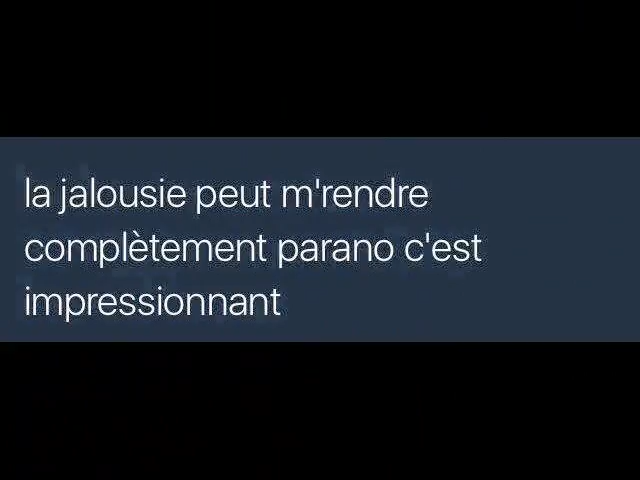 la jalousie peut m'rendre
complètement parano c'est
impressionnant